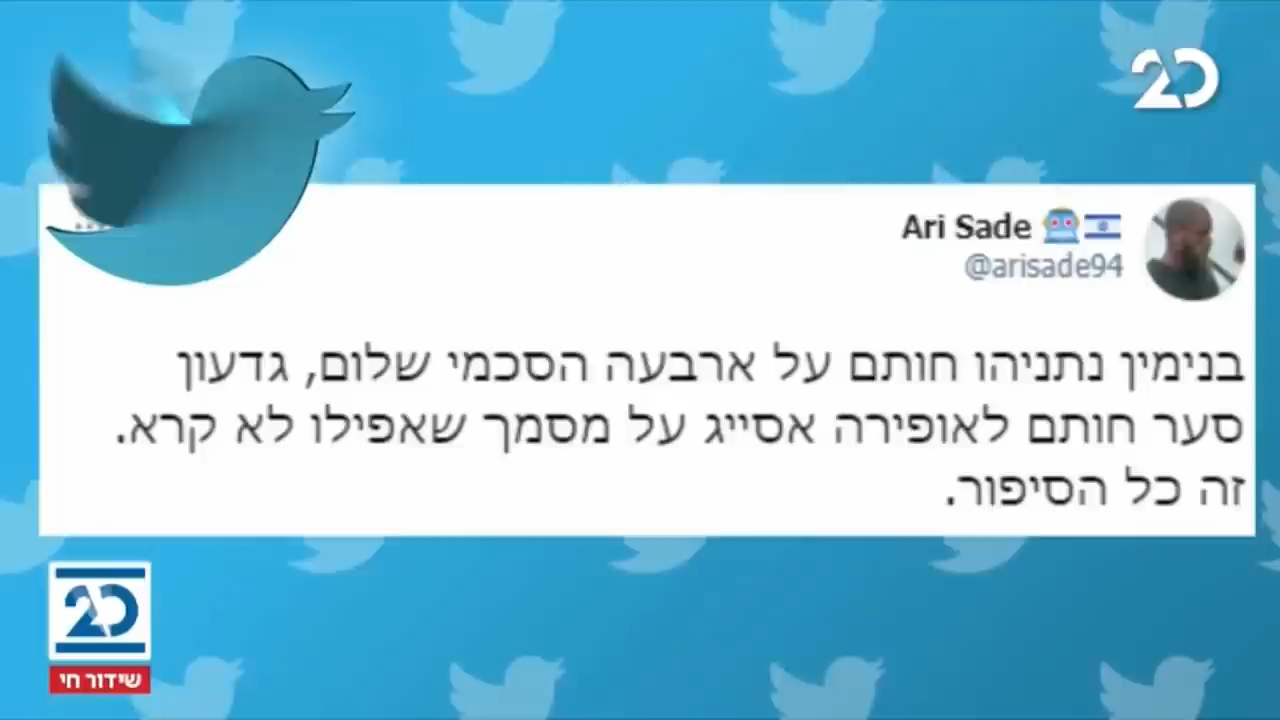 20
Ari Sade
@arisade94
בנימין נתניהו חותם על ארבעה הסכמי שלום, גדעון
סער חותם לאופירה אסייג על מסמך שאפילו לא קרא.
זה כל הסיפור.
20
שידור חי